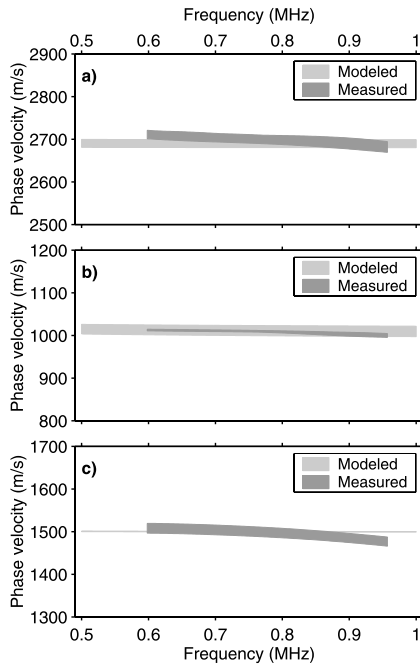 Frequency (MHz)
0.5 0.6 0.7 0.8 0.9 1
2900
a)
Modeled
Measured
2800
2700
2600
2500
Phase velocity (m/s)
1200
b)
Modeled
Measured
1100
1000
900
800
Phase velocity (m/s)
1700
c)
Modeled
Measured
1600
1500
1400
1300
Phase velocity (m/s)
0.5 0.6 0.7 0.8 0.9 1
Frequency (MHz)